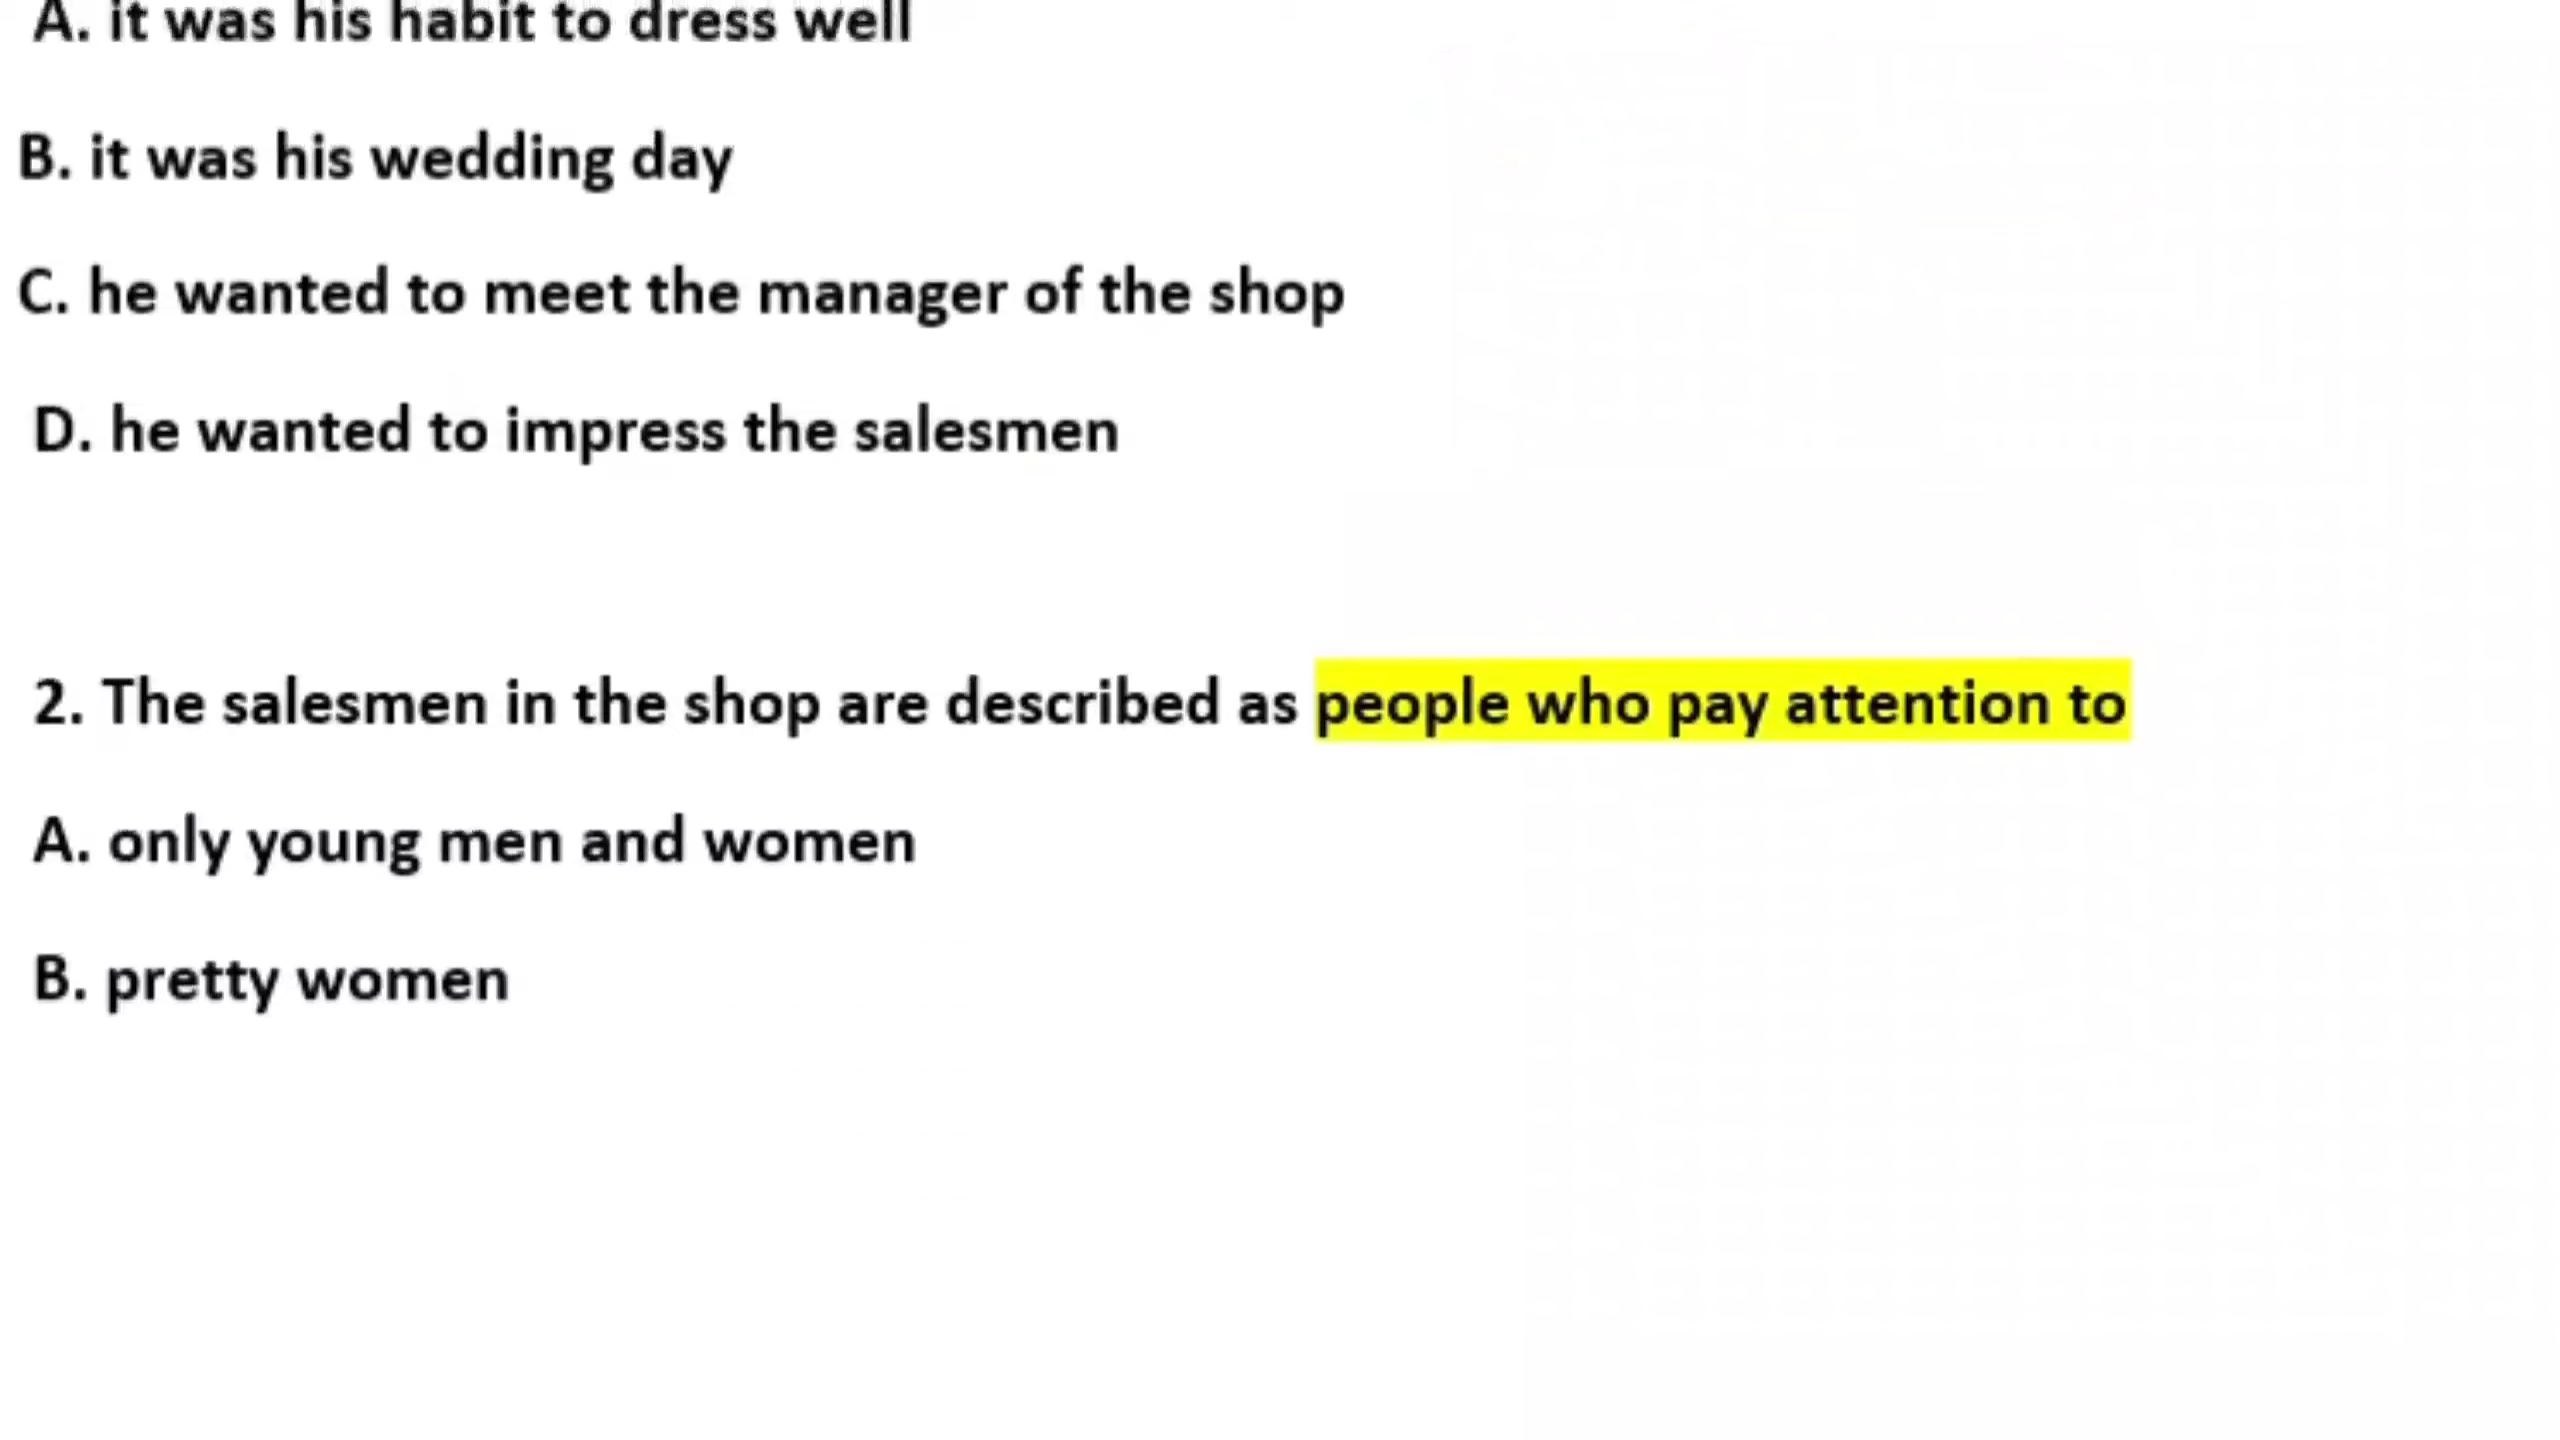 A. it was his habit to dress well
B. it was his wedding day
C. he wanted to meet the manager of the shop
D. he wanted to impress the salesmen
2. The salesmen in the shop are described as people who pay attention to
A. only young men and women
B. pretty women